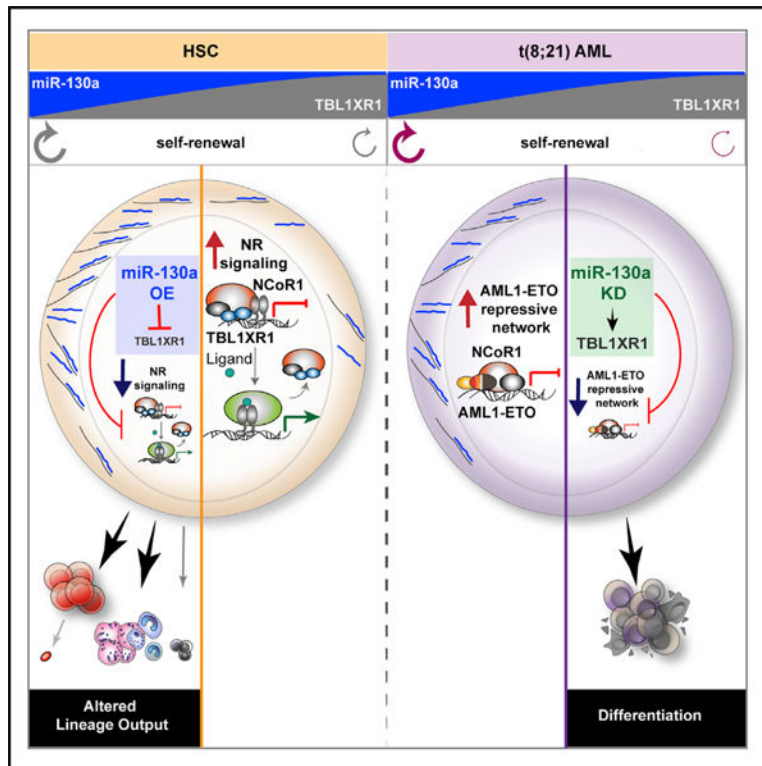 HSC
miR-130a
TBL1XR1
self-renewal
miR-130a
OE
TBL1XR1
NR
signaling
NR
signaling
NCoR1
TBL1XR1
Ligand
Altered
Lineage Output
t(8;21) AML
miR-130a
TBL1XR1
self-renewal
AML1-ETO
repressive
network
NCoR1
AML1-ETO
miR-130a
KD
TBL1XR1
AML1-ETO
repressive
network
Differentiation